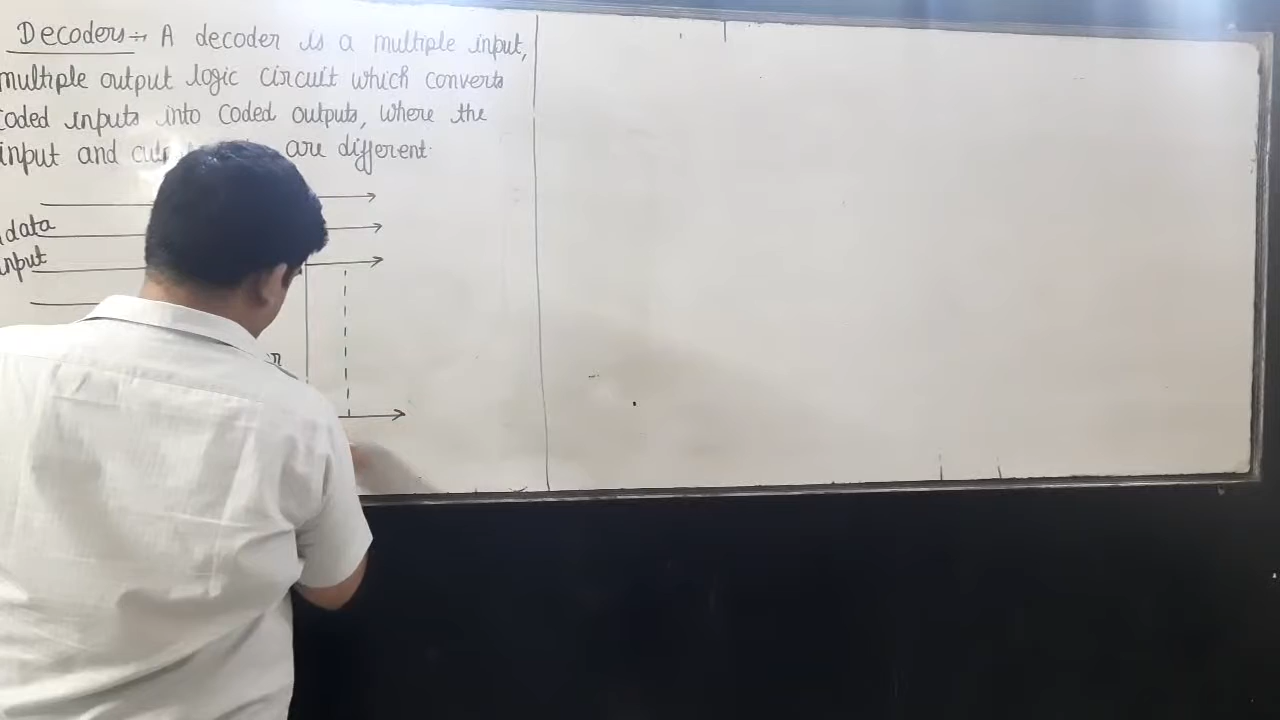 Decoders:- A decoder is a multiple input,
multiple output logic circuit which converts
coded inputs into coded outputs, where the
input and are different.
data
input